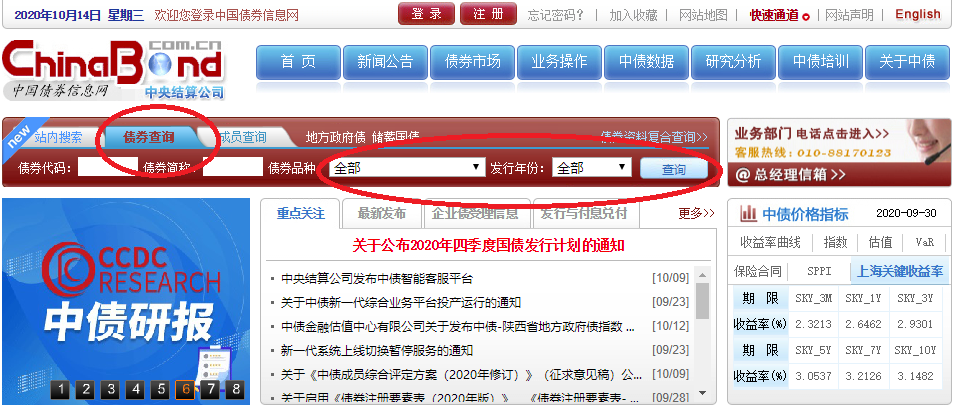 2020年10月14日 星期三 欢迎您登录中国债券信息网 登 录 注 册 忘记密码? | 加入收藏 | 网站地图 | 快速通道 | 网站声明 | English
ChinaBond .com.cn
中国债券信息网 中央结算公司
首 页 新闻公告 债券市场 业务操作 中债数据 研究分析 中债培训 关于中债
new 站内搜索 债券查询 成员查询 地方政府债 储蓄国债 债券资料复合查询>>
债券代码: 债券简称 债券品种 全部 发行年份: 全部 查询
业务部门 电话点击进入>>
客服热线: 010-88170123
@ 总经理信箱>>
CCDC
RESEARCH
中债研报
1 2 3 4 5 6 7 8
重点关注 最新发布 企业债受理信息 发行与付息兑付 更多>>
关于公布2020年四季度国债发行计划的通知
中央结算公司发布中债智能客服平台 [10/09]
关于中债新一代综合业务平台投产运行的通知 [09/23]
中债金融估值中心有限公司关于发布中债-陕西省地方政府债指数 ... [10/12]
新一代系统上线切换暂停服务的通知 [09/23]
关于《中债成员综合评定方案（2020年修订）》（征求意见稿）公... [10/09]
关于启用《债券注册要素表（2020年版）》、《债券注册要素表- ... [09/28]
中债价格指标 2020-09-30
收益率曲线 指数 估值 VaR
保险合同 SPPI 上海关键收益率
期 限 SKY_3M SKY_1Y SKY_3Y
收益率(%) 2.3213 2.6462 2.9301
期 限 SKY_5Y SKY_7Y SKY_10Y
收益率(%) 3.0537 3.2126 3.1482